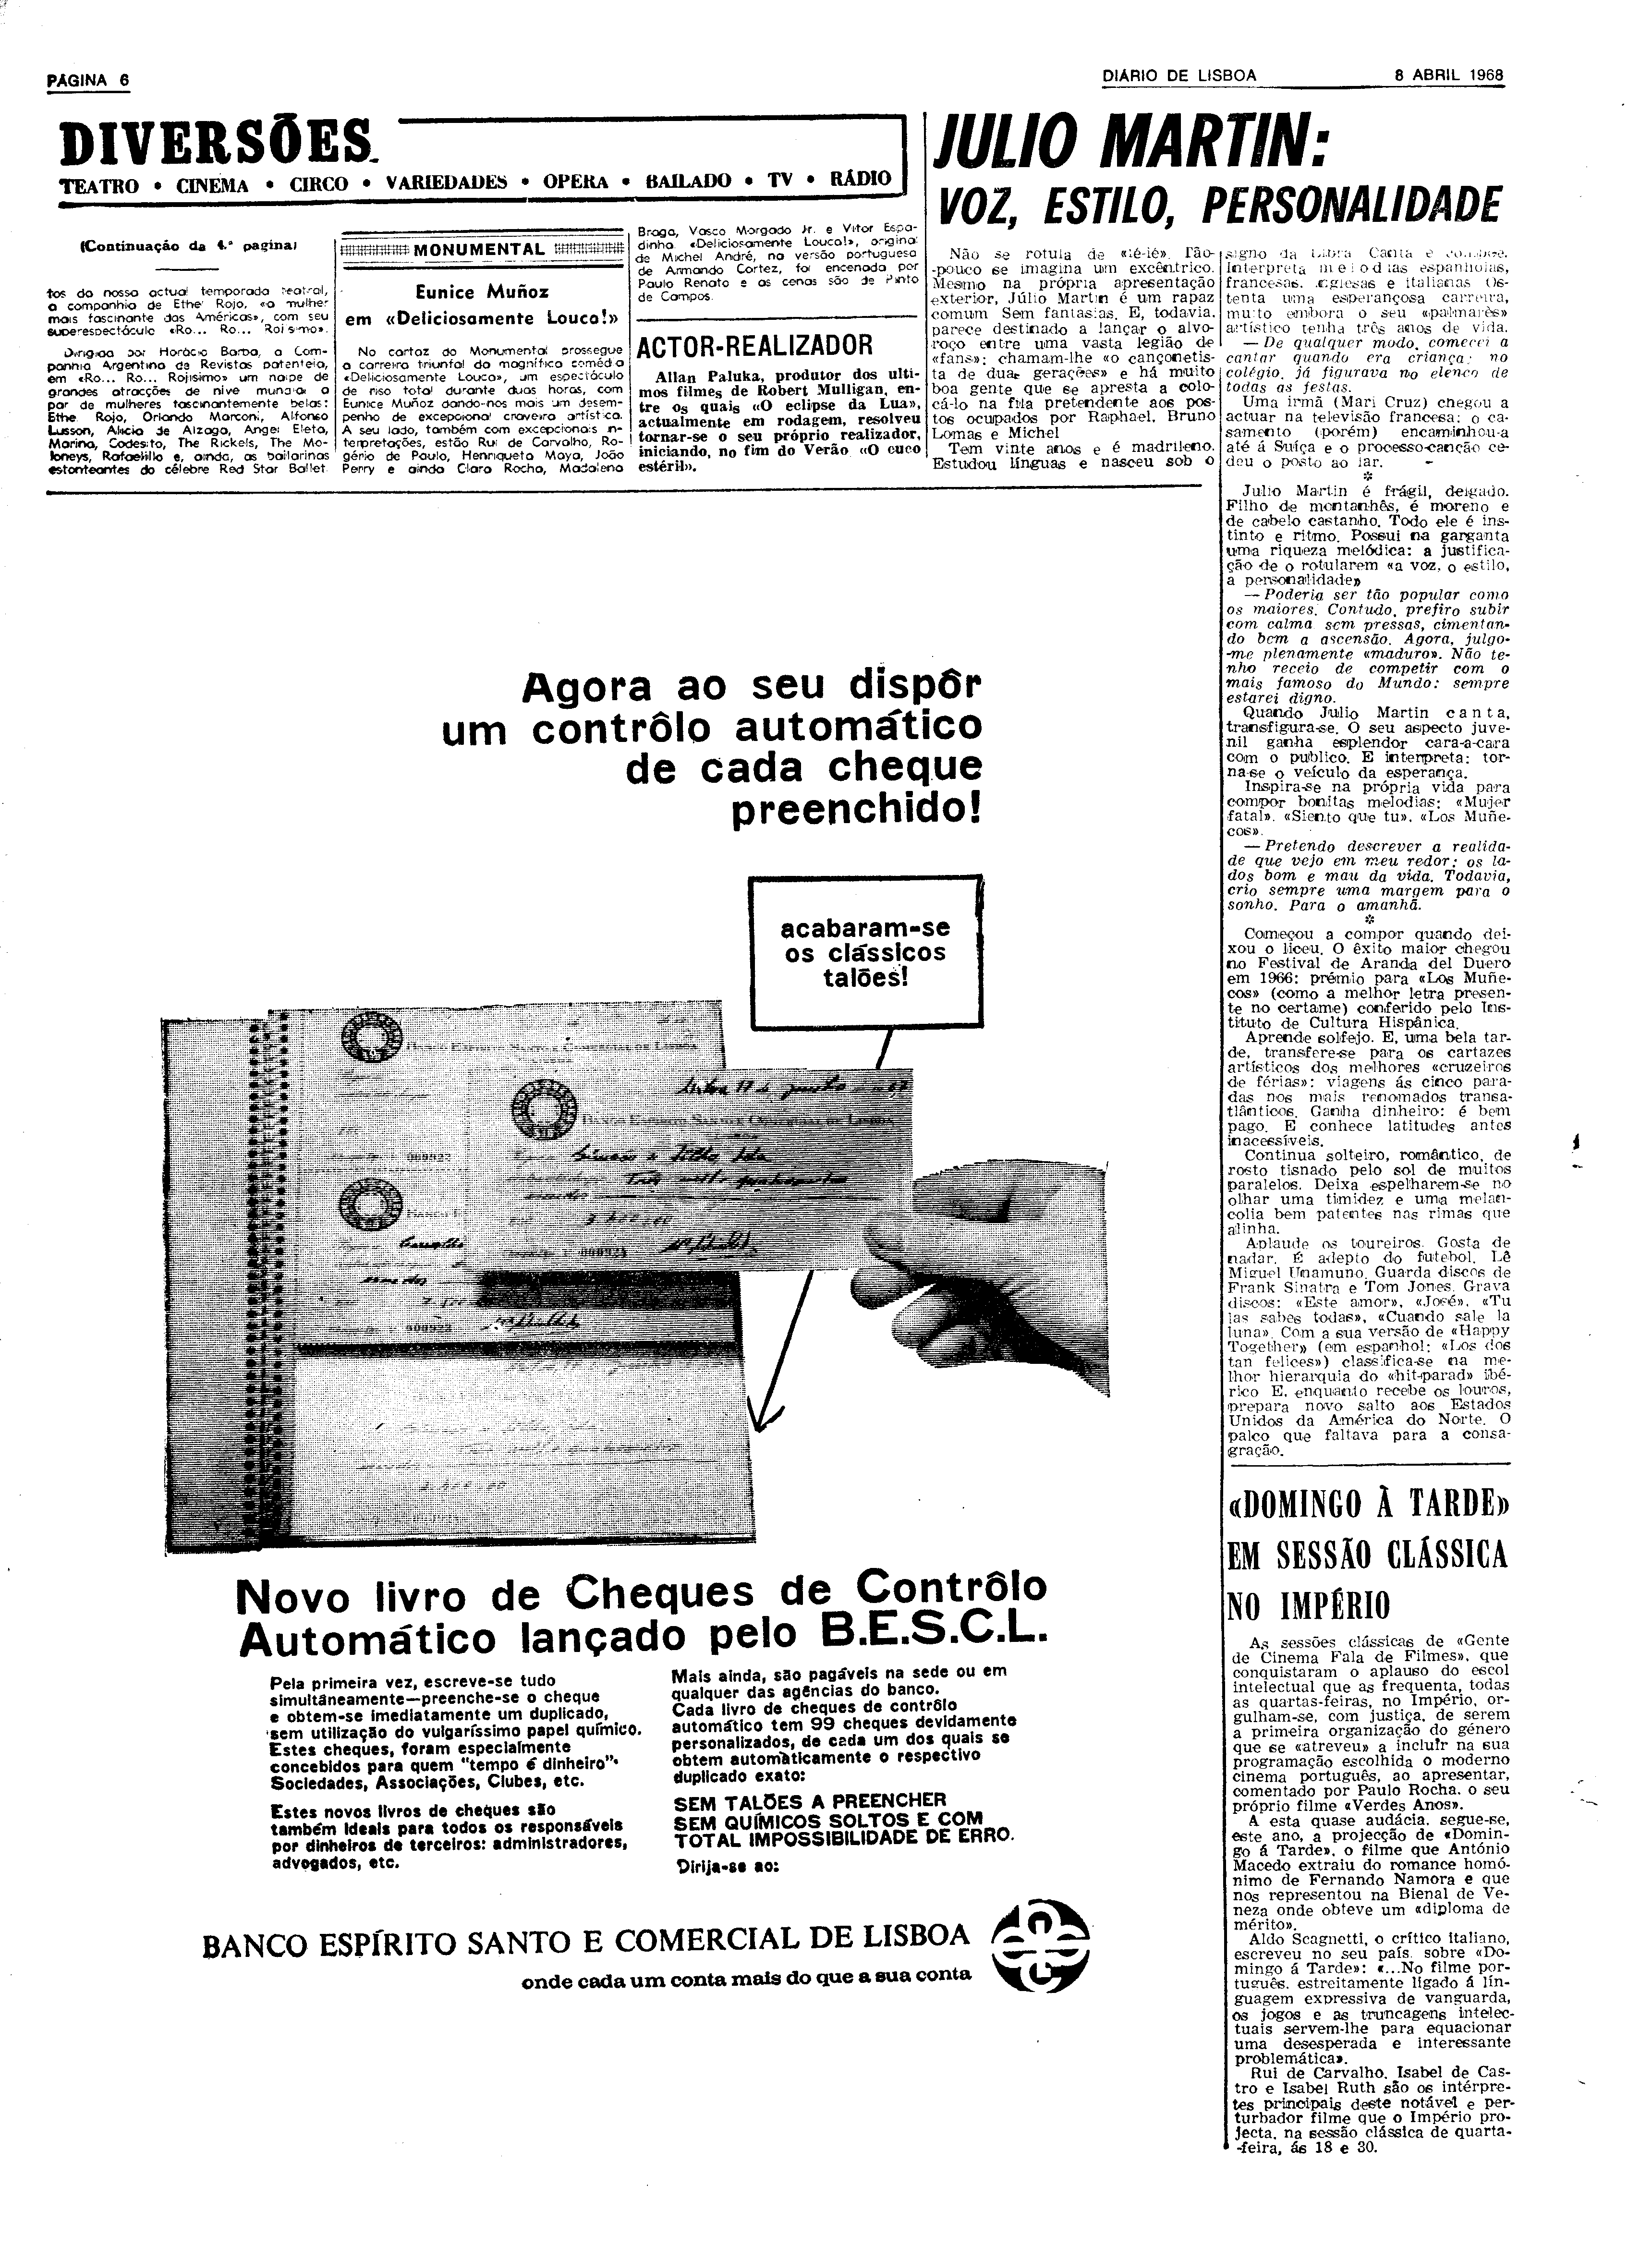 PÁGINA 6
DIÁRIO DE LISBOA
8 ABRIL 1968
DIVERSÕES
TEATRO • CINEMA • CIRCO • VARIEDADES • OPERA • BAILADO • TV • RÁDIO
(Continuação da 4.ª pagina)
tos da nossa actual temporada teatral,
a companhia de Ethel Rojo, «a mulher
mais fascinante das Américas», com seu
superespectáculo «Ro... Ro... Rojisimo».
Dirigida por Horácio Barba, a Com-
panhia Argentina de Revistas patenteia,
em «Ro... Ro... Rojisimo» um naipe de
grandes atracções de nivel mundial a
par de mulheres fascinantemente belas:
Ethel Rojo, Orlando Marconi, Alfonso
Lusson, Alicia de Alzaga, Angel Eleta,
Marina, Codesito, The Rickels, The Mo-
loneys, Rafaelillo e, ainda, as bailarinas
estonteantes do célebre Red Star Ballet
MONUMENTAL
Eunice Muñoz
em «Deliciosamente Louca!»
No cartaz do Monumental prossegue
a carreira triunfal da magnífica comédia
«Deliciosamente Louca», um espectáculo
de riso total durante duas horas, com
Eunice Muñoz dando-nos mais um desem-
penho de excepcional craveira artística.
A seu lado, também com excepcionais in-
terpretações, estão Rui de Carvalho, Ro-
gério de Paulo, Henriqueta Maya, João
Perry e ainda Clara Rocha, Madalena
Braga, Vasco Morgado Jr. e Vitor Espa-
dinha. «Deliciosamente Louca!», original
de Michel André, na versão portuguesa
de Armando Cortez, foi encenada por
Paulo Renato e as cenas são de Pinto
de Campos.
ACTOR-REALIZADOR
Allan Paluka, produtor dos ulti-
mos filmes de Robert Mulligan, en-
tre os quais «O eclipse da Lua»,
actualmente em rodagem, resolveu
tornar-se o seu próprio realizador,
iniciando, no fim do Verão «O cuco
estéril».
JULIO MARTIN:
VOZ, ESTILO, PERSONALIDADE
Não se rotula de «ié-ié». Tão-
-pouco se imagina um excêntrico.
Mesmo na própria apresentação
exterior, Júlio Martin é um rapaz
comum Sem fantasias. E, todavia,
parece destinado a lançar o alvo-
roço entre uma vasta legião de
«fans»: chamam-lhe «o cançonetis-
ta de duas gerações» e há muito
boa gente que se apresta a colo-
cá-lo na fila pretendente aos pos-
tos ocupados por Raphael, Bruno
Lomas e Michel
Tem vinte anos e é madrileno.
Estudou línguas e nasceu sob o
signo da Libra Canta e compõe.
Interpreta melodias espanholas,
francesas, inglesas e italianas Os-
tenta uma esperançosa carreira,
muito embora o seu «palmarès»
artístico tenha três anos de vida.
— De qualquer modo, comecei a
cantar quando era criança; no
colégio, já figurava no elenco de
todas as festas.
Uma irmã (Mari Cruz) chegou a
actuar na televisão francesa; o ca-
samento (porém) encaminhou-a
até á Suíça e o processo-canção ce-
deu o posto ao lar.
*
Julio Martin é frágil, delgado.
Filho de montanhês, é moreno e
de cabelo castanho. Todo ele é ins-
tinto e ritmo. Possui na garganta
uma riqueza melódica: a justifica-
ção de o rotularem «a voz, o estilo,
a personalidade»
— Poderia ser tão popular como
os maiores. Contudo, prefiro subir
com calma sem pressas, cimentan-
do bem a ascensão. Agora, julgo-
-me plenamente «maduro». Não te-
nho receio de competir com o
mais famoso do Mundo: sempre
estarei digno.
Quando Julio Martin canta,
transfigura-se. O seu aspecto juve-
nil ganha esplendor cara-a-cara
com o publico. E interpreta: tor-
na-se o veículo da esperança.
Inspira-se na própria vida para
compor bonitas melodias: «Mujer
fatal», «Siento que tu», «Los Muñe-
cos».
— Pretendo descrever a realida-
de que vejo em meu redor; os la-
dos bom e mau da vida. Todavia,
crio sempre uma margem para o
sonho. Para o amanhã.
*
Começou a compor quando dei-
xou o liceu. O êxito maior chegou
no Festival de Aranda del Duero
em 1966: prémio para «Los Muñe-
cos» (como a melhor letra presen-
te no certame) conferido pelo Ins-
tituto de Cultura Hispânica.
Aprende solfejo. E, uma bela tar-
de, transfere-se para os cartazes
artísticos dos melhores «cruzeiros
de férias»: viagens ás cinco para-
das nos mais renomados transa-
tlânticos. Ganha dinheiro: é bem
pago. E conhece latitudes antes
inacessíveis.
Continua solteiro, romântico, de
rosto tisnado pelo sol de muitos
paralelos. Deixa espelharem-se no
olhar uma timidez e uma melan-
colia bem patentes nas rimas que
alinha.
Aplaude os toureiros. Gosta de
nadar. É adepto do futebol. Lê
Miguel Unamuno. Guarda discos de
Frank Sinatra e Tom Jones. Grava
discos: «Este amor», «José», «Tu
las sabes todas», «Cuando sale la
luna». Com a sua versão de «Happy
Together» (em espanhol: «Los dos
tan felices») classifica-se na me-
lhor hierarquia do «hit-parad» ibé-
rico E, enquanto recebe os louros,
prepara novo salto aos Estados
Unidos da América do Norte. O
palco que faltava para a consa-
gração.
«DOMINGO À TARDE»
EM SESSÃO CLÁSSICA
NO IMPÉRIO
As sessões clássicas de «Gente
de Cinema Fala de Filmes», que
conquistaram o aplauso do escol
intelectual que as frequenta, todas
as quartas-feiras, no Império, or-
gulham-se, com justiça, de serem
a primeira organização do género
que se «atreveu» a incluir na sua
programação escolhida o moderno
cinema português, ao apresentar,
comentado por Paulo Rocha, o seu
próprio filme «Verdes Anos».
A esta quase audácia, segue-se,
este ano, a projecção de «Domin-
go á Tarde», o filme que António
Macedo extraiu do romance homó-
nimo de Fernando Namora e que
nos representou na Bienal de Ve-
neza onde obteve um «diploma de
mérito».
Aldo Scagnetti, o crítico italiano,
escreveu no seu país, sobre «Do-
mingo á Tarde»: «...No filme por-
tuguês, estreitamente ligado á lin-
guagem expressiva de vanguarda,
os jogos e as truncagens intelec-
tuais servem-lhe para equacionar
uma desesperada e interessante
problemática».
Rui de Carvalho, Isabel de Cas-
tro e Isabel Ruth são os intérpre-
tes principais deste notável e per-
turbador filme que o Império pro-
jecta, na sessão clássica de quarta-
-feira, ás 18 e 30.
Agora ao seu dispôr
um contrôlo automático
de cada cheque
preenchido!
acabaram-se
os clássicos
talões!
BANCO ESPIRITO SANTO E COMERCIAL DE LISBOA
BANCO ESPIRITO SANTO E COMERCIAL DE LISBOA
000922
000923
000922
Novo livro de Cheques de Contrôlo
Automático lançado pelo B.E.S.C.L.
Pela primeira vez, escreve-se tudo
simultâneamente—preenche-se o cheque
e obtem-se imediatamente um duplicado,
sem utilização do vulgaríssimo papel químico.
Estes cheques, foram especialmente
concebidos para quem "tempo é dinheiro".
Sociedades, Associações, Clubes, etc.
Estes novos livros de cheques são
também ideais para todos os responsáveis
por dinheiros de terceiros: administradores,
advogados, etc.
Mais ainda, são pagáveis na sede ou em
qualquer das agências do banco.
Cada livro de cheques de contrôlo
automático tem 99 cheques devidamente
personalizados, de cada um dos quais se
obtem automàticamente o respectivo
duplicado exato:
SEM TALÕES A PREENCHER
SEM QUÍMICOS SOLTOS E COM
TOTAL IMPOSSIBILIDADE DE ERRO.
Dirija-se ao:
BANCO ESPÍRITO SANTO E COMERCIAL DE LISBOA
onde cada um conta mais do que a sua conta